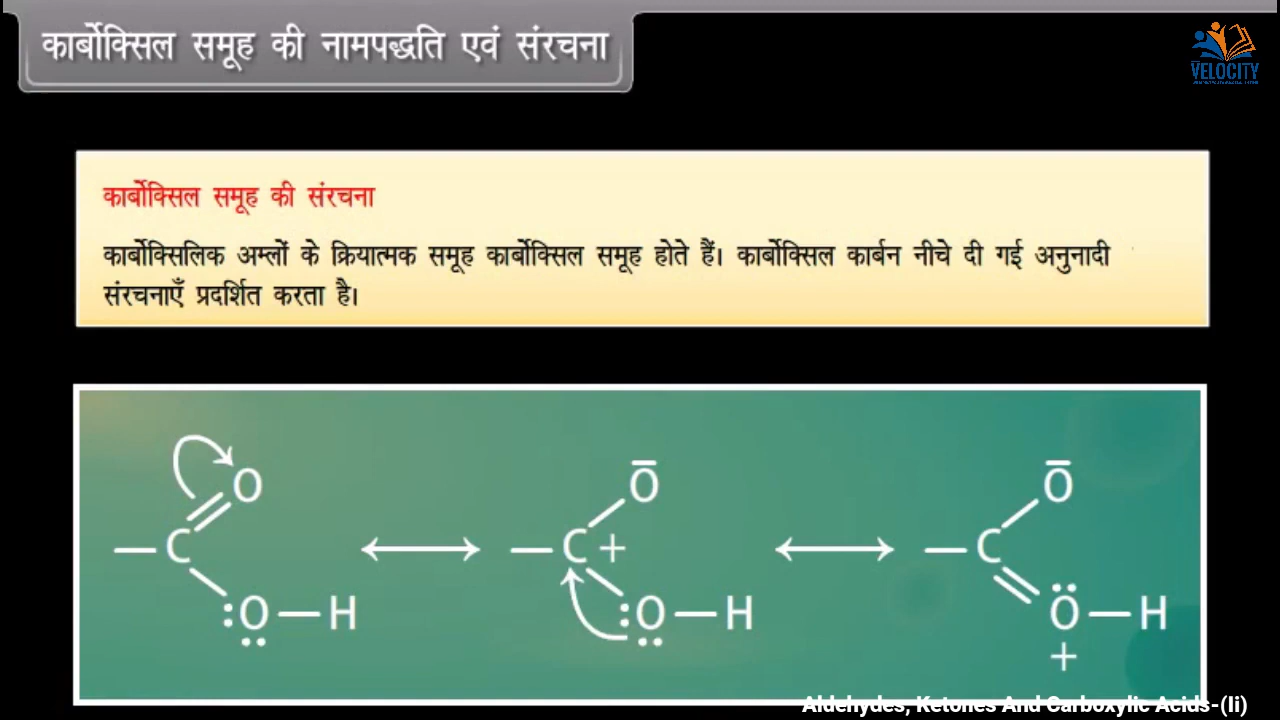 कार्बोक्सिल समूह की नामपद्धति एवं संरचना
VELOCITY
कार्बोक्सिल समूह की संरचना
कार्बोक्सिलिक अम्लों के क्रियात्मक समूह कार्बोक्सिल समूह होते हैं। कार्बोक्सिल कार्बन नीचे दी गई अनुनादी
संरचनाएँ प्रदर्शित करता है।
O O O
C C + C
O H O H O H
+
Aldehydes, Ketones And Carboxylic Acids-(Ii)